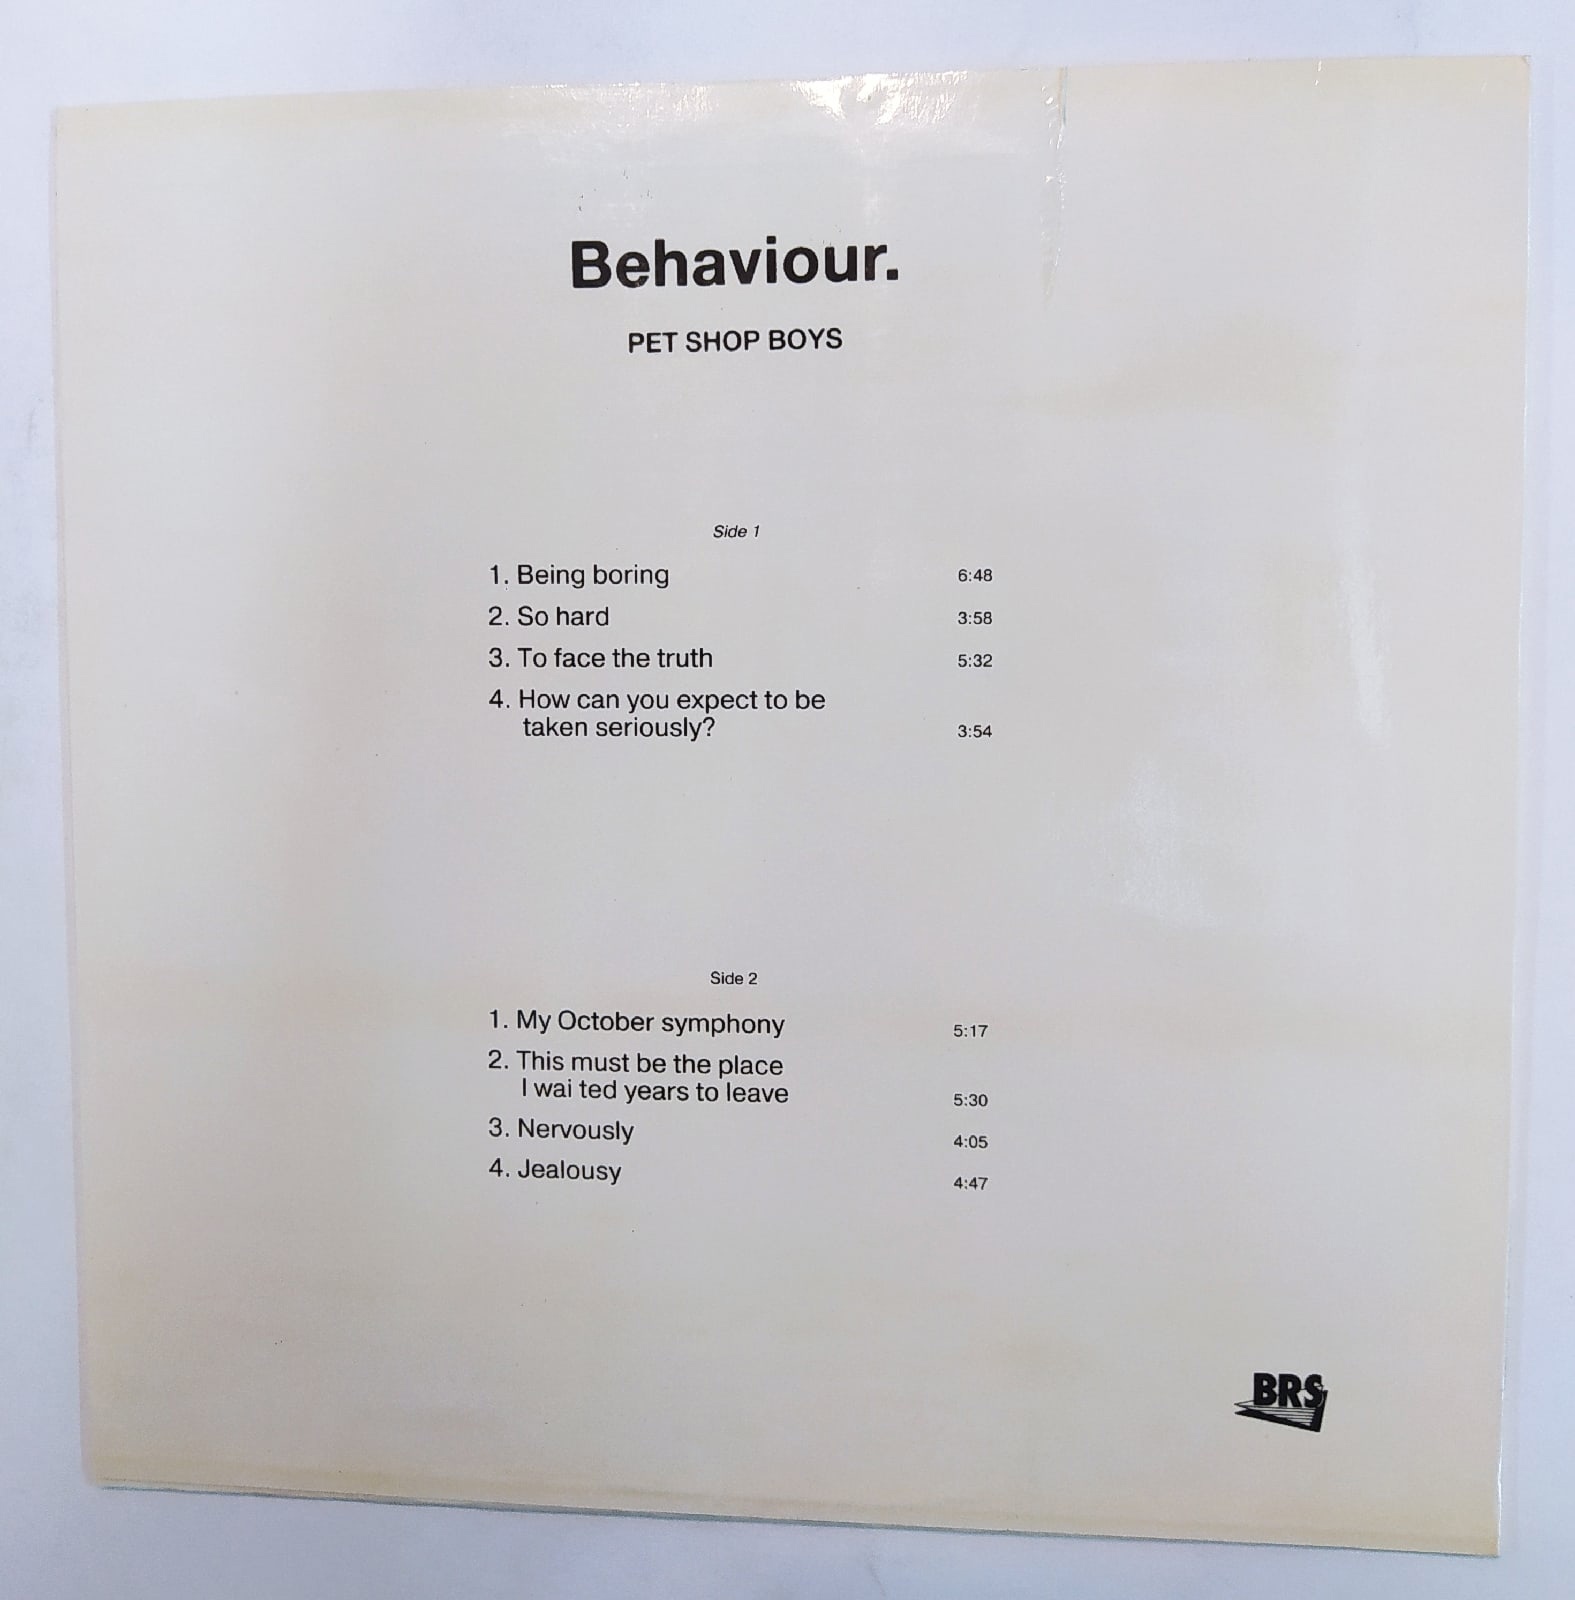 Behaviour.
PET SHOP BOYS
Side 1
1. Being boring 6:48
2. So hard 3:58
3. To face the truth 5:32
4. How can you expect to be
taken seriously? 3:54
Side 2
1. My October symphony 5:17
2. This must be the place
I wai ted years to leave 5:30
3. Nervously 4:05
4. Jealousy 4:47
BRS